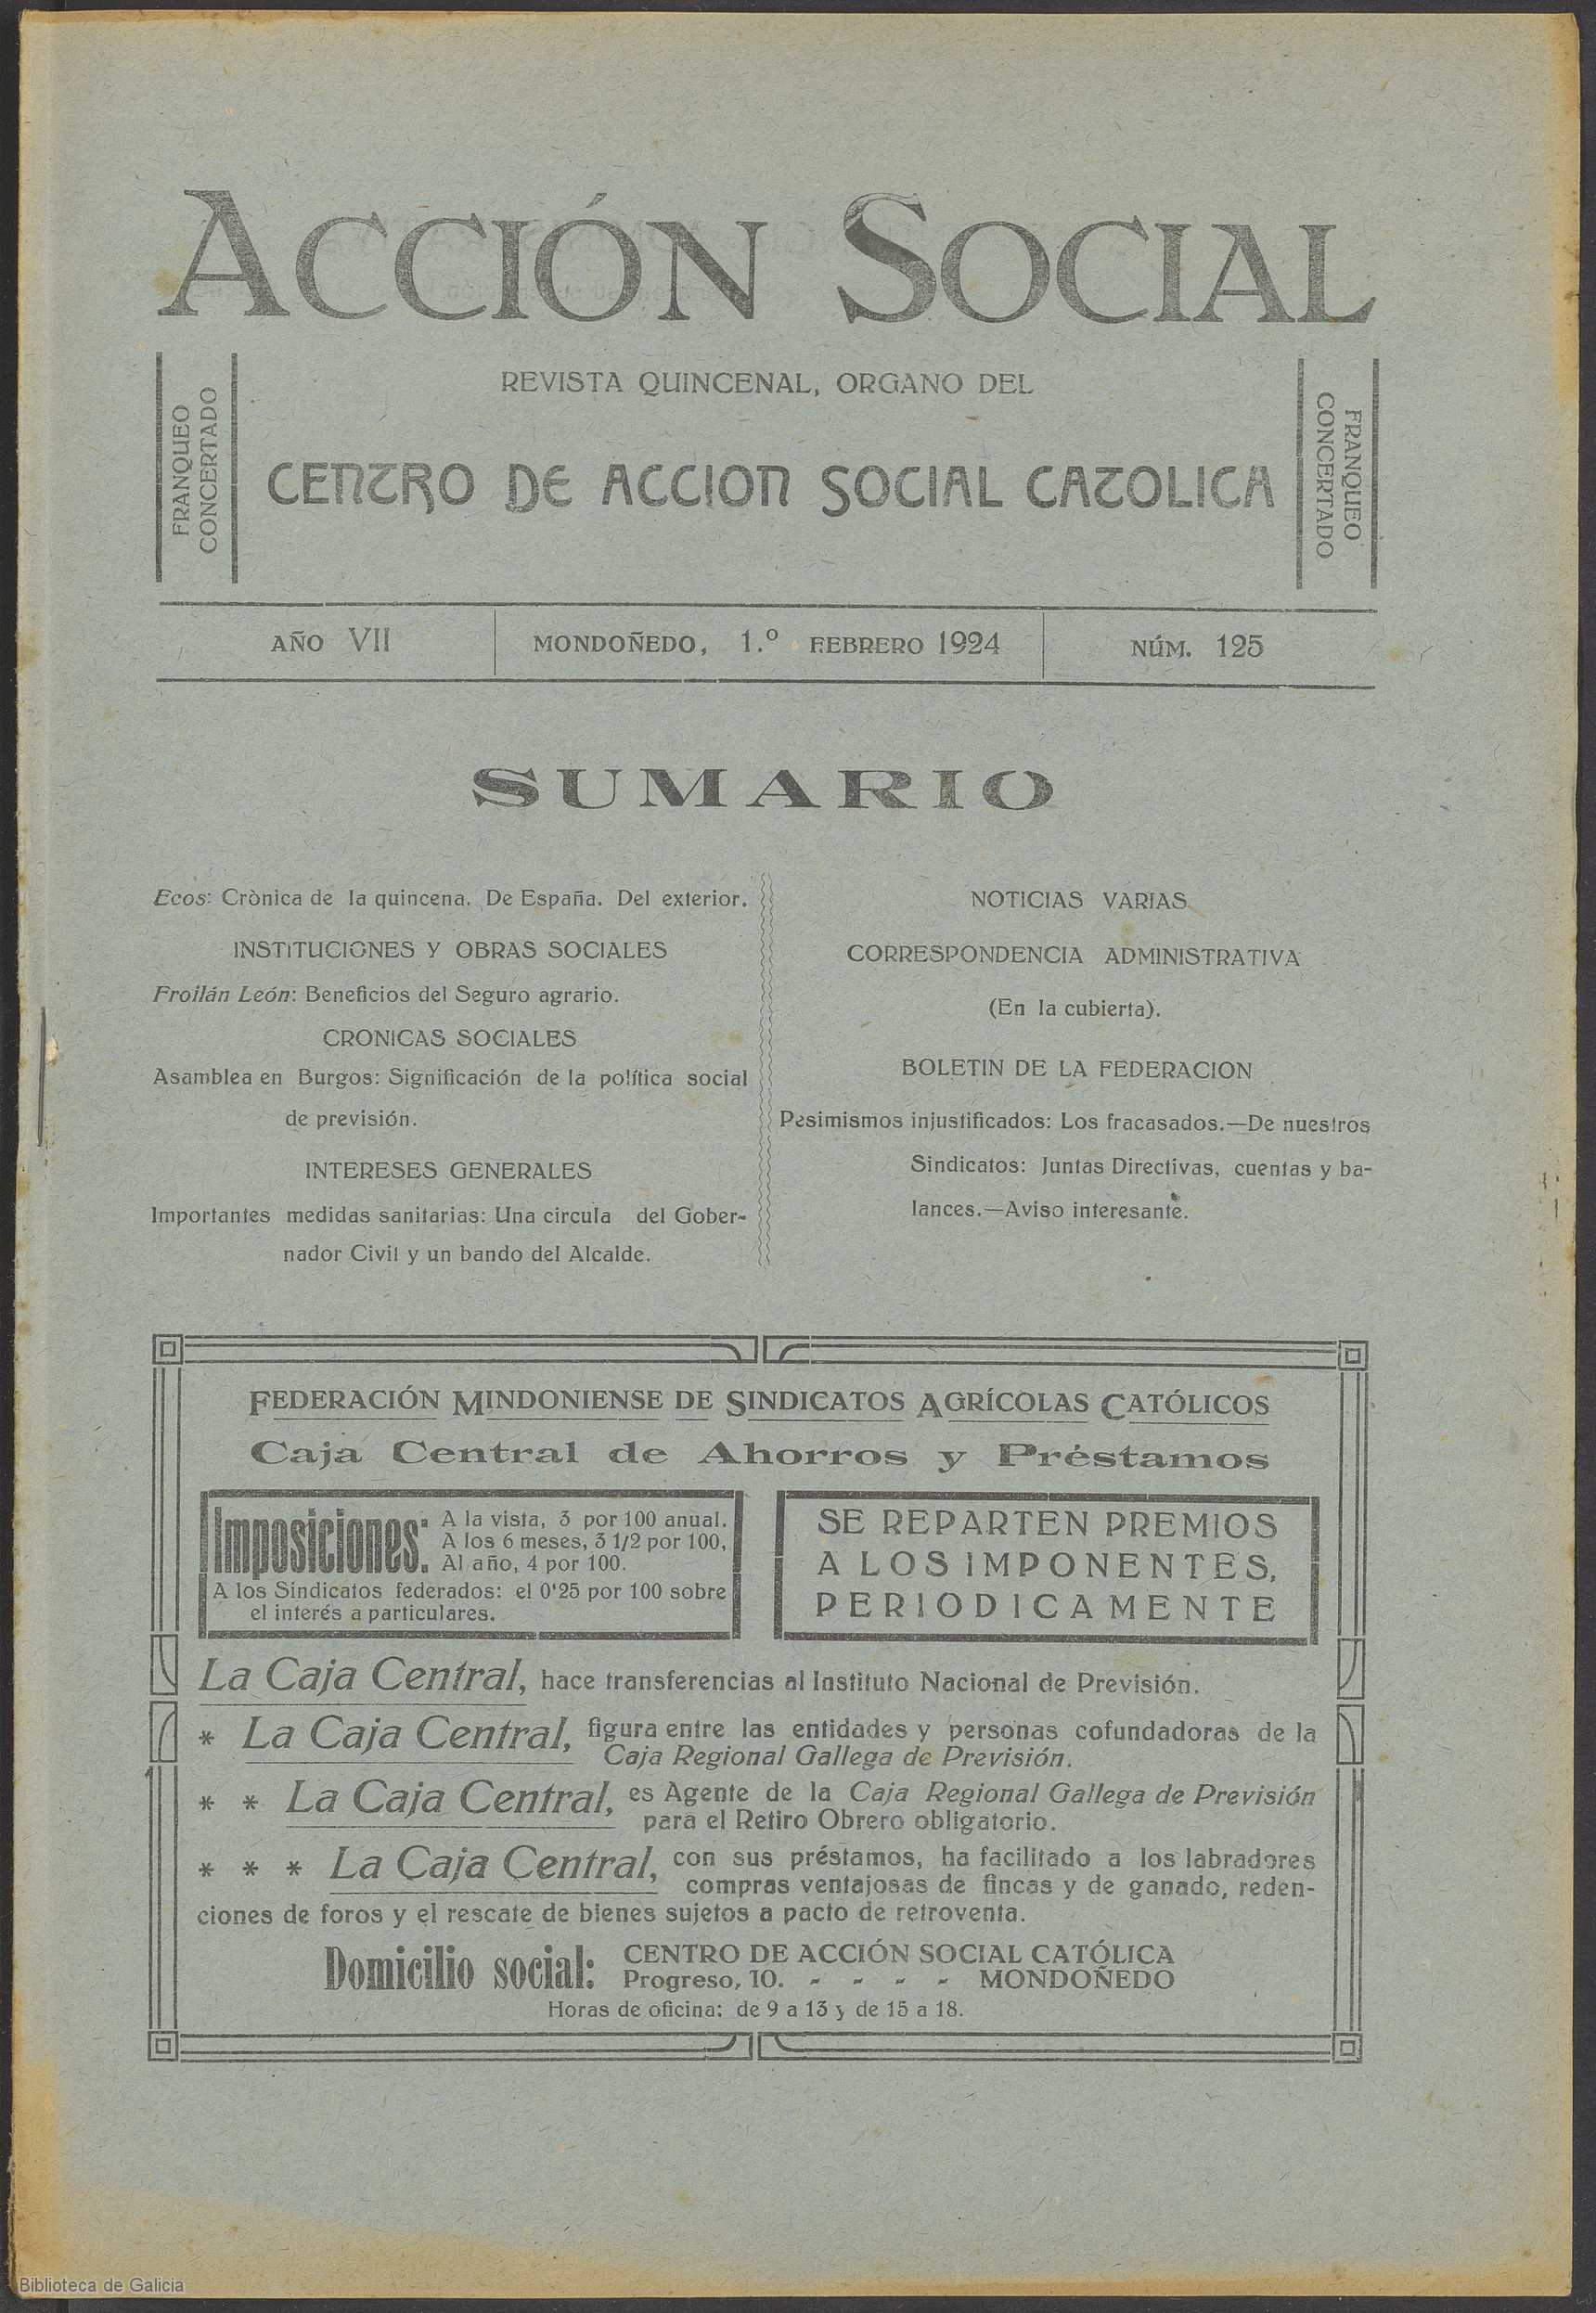 ACCIÓN SOCIAL
REVISTA QUINCENAL, ORGANO DEL
FRANQUEO
CONCERTADO
CENTRO DE ACCION SOCIAL CATOLICA
FRANQUEO
CONCERTADO
AÑO VII
MONDOÑEDO, 1.º FEBRERO 1924
NÚM. 125
SUMARIO
Ecos: Crònica de la quincena. De España. Del exterior.
INSTITUCIONES Y OBRAS SOCIALES
Froilán León: Beneficios del Seguro agrario.
CRONICAS SOCIALES
Asamblea en Burgos: Significación de la política social
de previsión.
INTERESES GENERALES
Importantes medidas sanitarias: Una circula del Gober-
nador Civil y un bando del Alcalde.
NOTICIAS VARIAS
CORRESPONDENCIA ADMINISTRATIVA
(En la cubierta).
BOLETIN DE LA FEDERACION
Pesimismos injustificados: Los fracasados.—De nuestros
Sindicatos: Juntas Directivas, cuentas y ba-
lances.—Aviso interesante.
FEDERACIÓN MINDONIENSE DE SINDICATOS AGRÍCOLAS CATÓLICOS
Caja Central de Ahorros y Préstamos
Imposiciones: A la vista, 3 por 100 anual.
A los 6 meses, 3 1/2 por 100,
Al año, 4 por 100.
A los Sindicatos federados: el 0'25 por 100 sobre
el interés a particulares.
SE REPARTEN PREMIOS
A LOS IMPONENTES,
PERIODICAMENTE
La Caja Central, hace transferencias al Instituto Nacional de Previsión.
* La Caja Central, figura entre las entidades y personas cofundadoras de la
Caja Regional Gallega de Previsión.
* * La Caja Central, es Agente de la Caja Regional Gallega de Previsión
para el Retiro Obrero obligatorio.
* * * La Caja Central, con sus préstamos, ha facilitado a los labradores
compras ventajosas de fincas y de ganado, reden-
ciones de foros y el rescate de bienes sujetos a pacto de retroventa.
Domicilio social: CENTRO DE ACCIÓN SOCIAL CATÓLICA
Progreso, 10. - - - - MONDOÑEDO
Horas de oficina: de 9 a 13 y de 15 a 18.
Biblioteca de Galicia